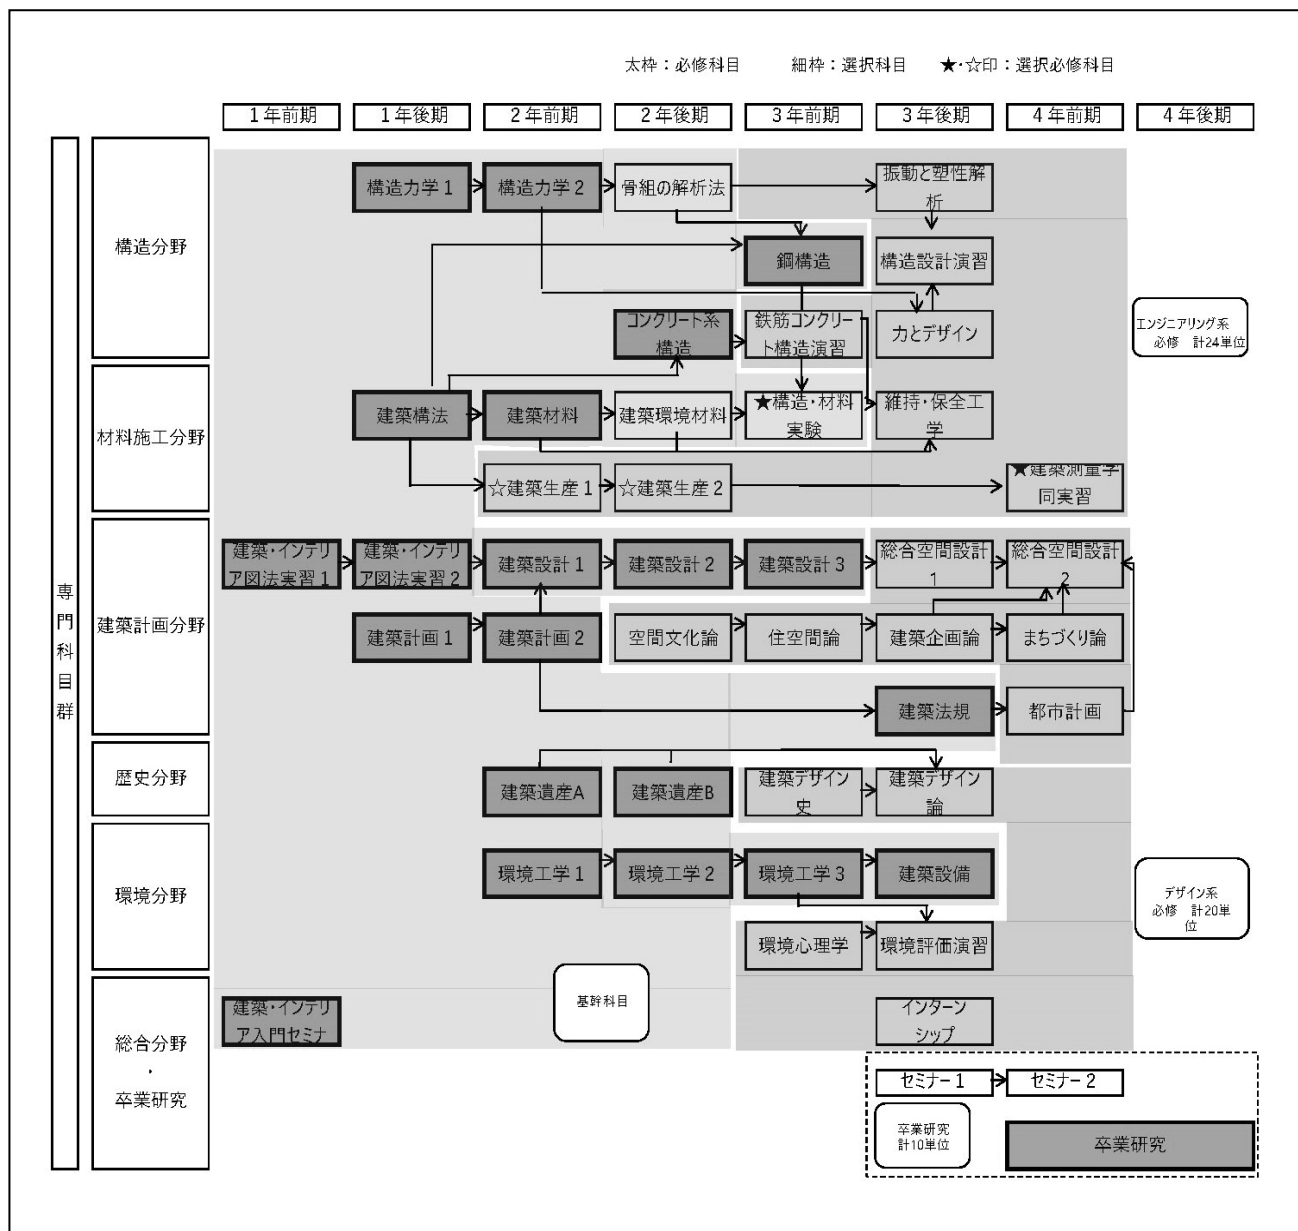 太枠：必修科目　　細枠：選択科目　　★・☆印：選択必修科目
1年前期　1年後期　2年前期　2年後期　3年前期　3年後期　4年前期　4年後期
専門科目群
構造分野
構造力学1　構造力学2　骨組の解析法　振動と塑性解
析
鋼構造　構造設計演習
コンクリート系　鉄筋コンクリー　力とデザイン
構造　ト構造演習
エンジニアリング系
必修　計24単位
材料施工分野
建築構法　建築材料　建築環境材料　★構造・材料　維持・保全工
実験　学
☆建築生産1　☆建築生産2　★建築測量学
同実習
建築計画分野
建築・インテリ　建築・インテリ　建築設計1　建築設計2　建築設計3　総合空間設計　総合空間設計
ア図法実習1　ア図法実習2　1　2
建築計画1　建築計画2　空間文化論　住空間論　建築企画論　まちづくり論
建築法規　都市計画
歴史分野
建築遺産A　建築遺産B　建築デザイン　建築デザイン
史　論
環境分野
環境工学1　環境工学2　環境工学3　建築設備
デザイン系
必修　計20単
位
環境心理学　環境評価演習
総合分野
・
卒業研究
建築・インテリ
ア入門セミナ
基幹科目
インターン
シップ
セミナー1　セミナー2
卒業研究
計10単位
卒業研究